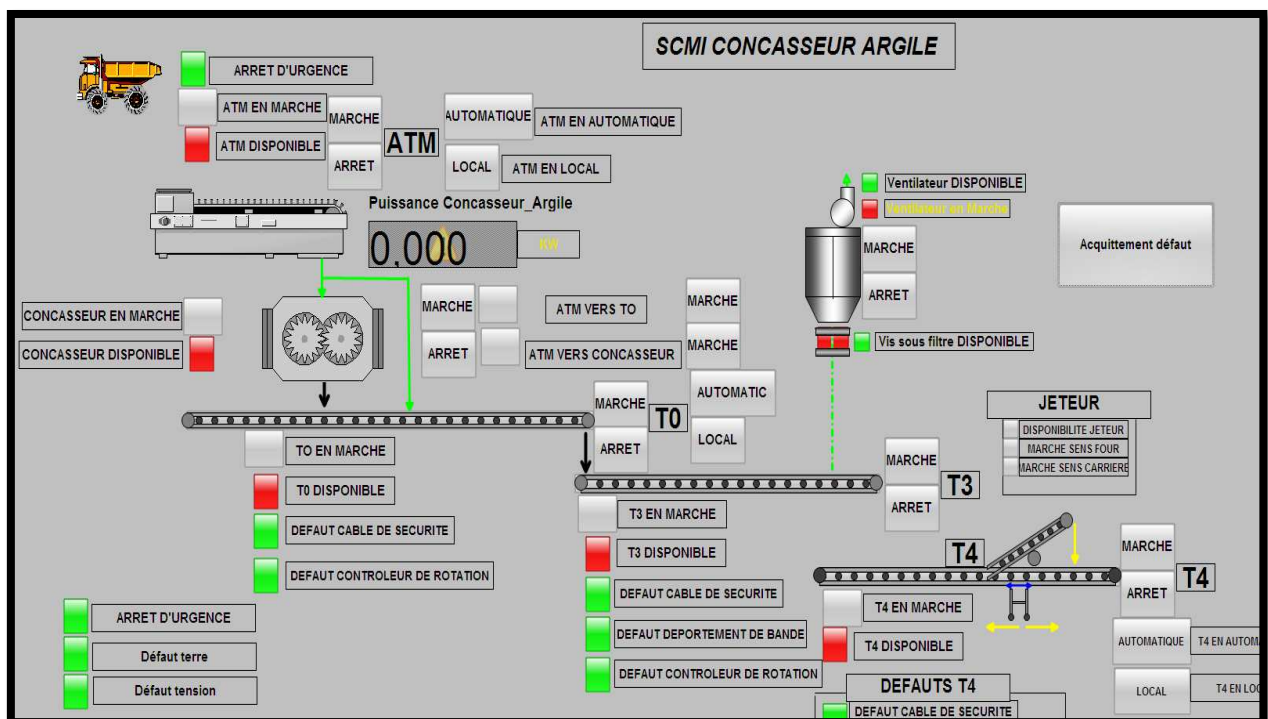 SCMI CONCASSEUR ARGILE
ARRET D'URGENCE
ATM EN MARCHE
ATM DISPONIBLE
MARCHE
ARRET
ATM
AUTOMATIQUE
ATM EN AUTOMATIQUE
LOCAL
ATM EN LOCAL
Puissance Concasseur_Argile
0,000
KW
Ventilateur DISPONIBLE
Ventilateur en Marche
MARCHE
ARRET
Vis sous filtre DISPONIBLE
Acquittement défaut
CONCASSEUR EN MARCHE
CONCASSEUR DISPONIBLE
MARCHE
ARRET
ATM VERS TO
MARCHE
ATM VERS CONCASSEUR
MARCHE
MARCHE
ARRET
T0
AUTOMATIC
LOCAL
TO EN MARCHE
T0 DISPONIBLE
DEFAUT CABLE DE SECURITE
DEFAUT CONTROLEUR DE ROTATION
JETEUR
DISPONIBILITE JETEUR
MARCHE SENS FOUR
MARCHE SENS CARRIERE
MARCHE
ARRET
T3
T3 EN MARCHE
T3 DISPONIBLE
DEFAUT CABLE DE SECURITE
DEFAUT DEPORTEMENT DE BANDE
DEFAUT CONTROLEUR DE ROTATION
T4
MARCHE
ARRET
T4
T4 EN MARCHE
T4 DISPONIBLE
AUTOMATIQUE
T4 EN AUTOM
LOCAL
T4 EN LOC
DEFAUTS T4
DEFAUT CABLE DE SECURITE
ARRET D'URGENCE
Défaut terre
Défaut tension